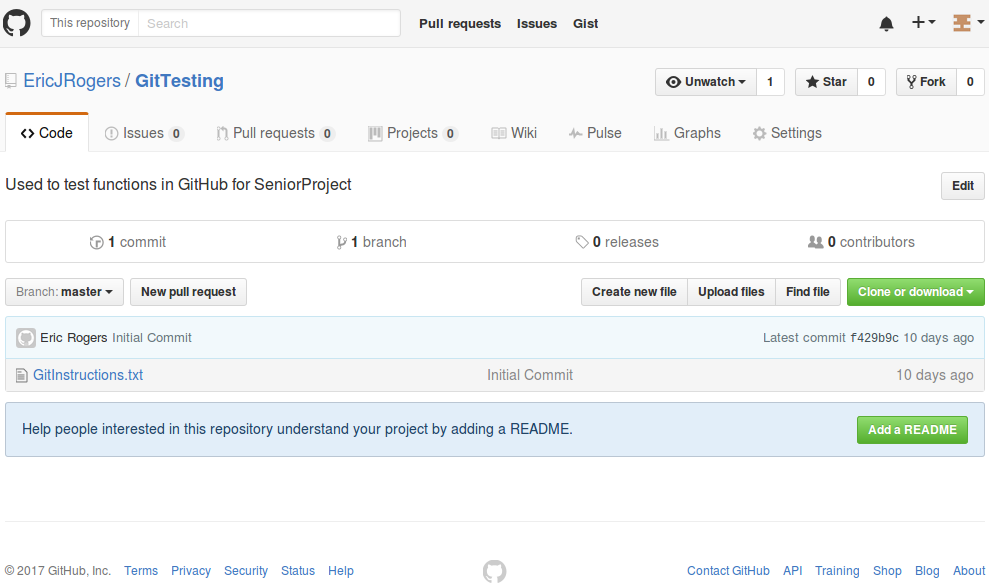 This repository Search Pull requests Issues Gist
EricJRogers / GitTesting Unwatch 1 Star 0 Fork 0
Code Issues 0 Pull requests 0 Projects 0 Wiki Pulse Graphs Settings
Used to test functions in GitHub for SeniorProject Edit
1 commit 1 branch 0 releases 0 contributors
Branch: master New pull request Create new file Upload files Find file Clone or download
Eric Rogers Initial Commit Latest commit f429b9c 10 days ago
GitInstructions.txt Initial Commit 10 days ago
Help people interested in this repository understand your project by adding a README. Add a README
© 2017 GitHub, Inc. Terms Privacy Security Status Help Contact GitHub API Training Shop Blog About